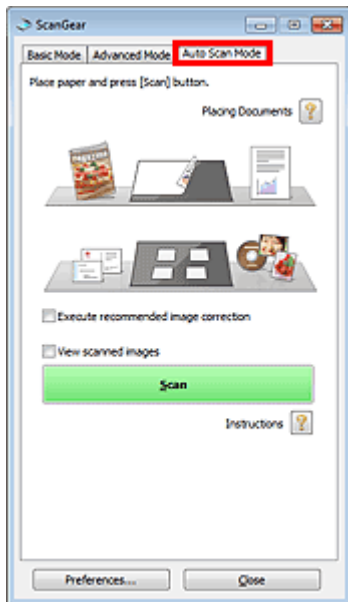 ScanGear
Basic Mode Advanced Mode Auto Scan Mode
Place paper and press [Scan] button.
Placing Documents
magazine
Execute recommended image correction
View scanned images
Scan
Instructions
Preferences... Close